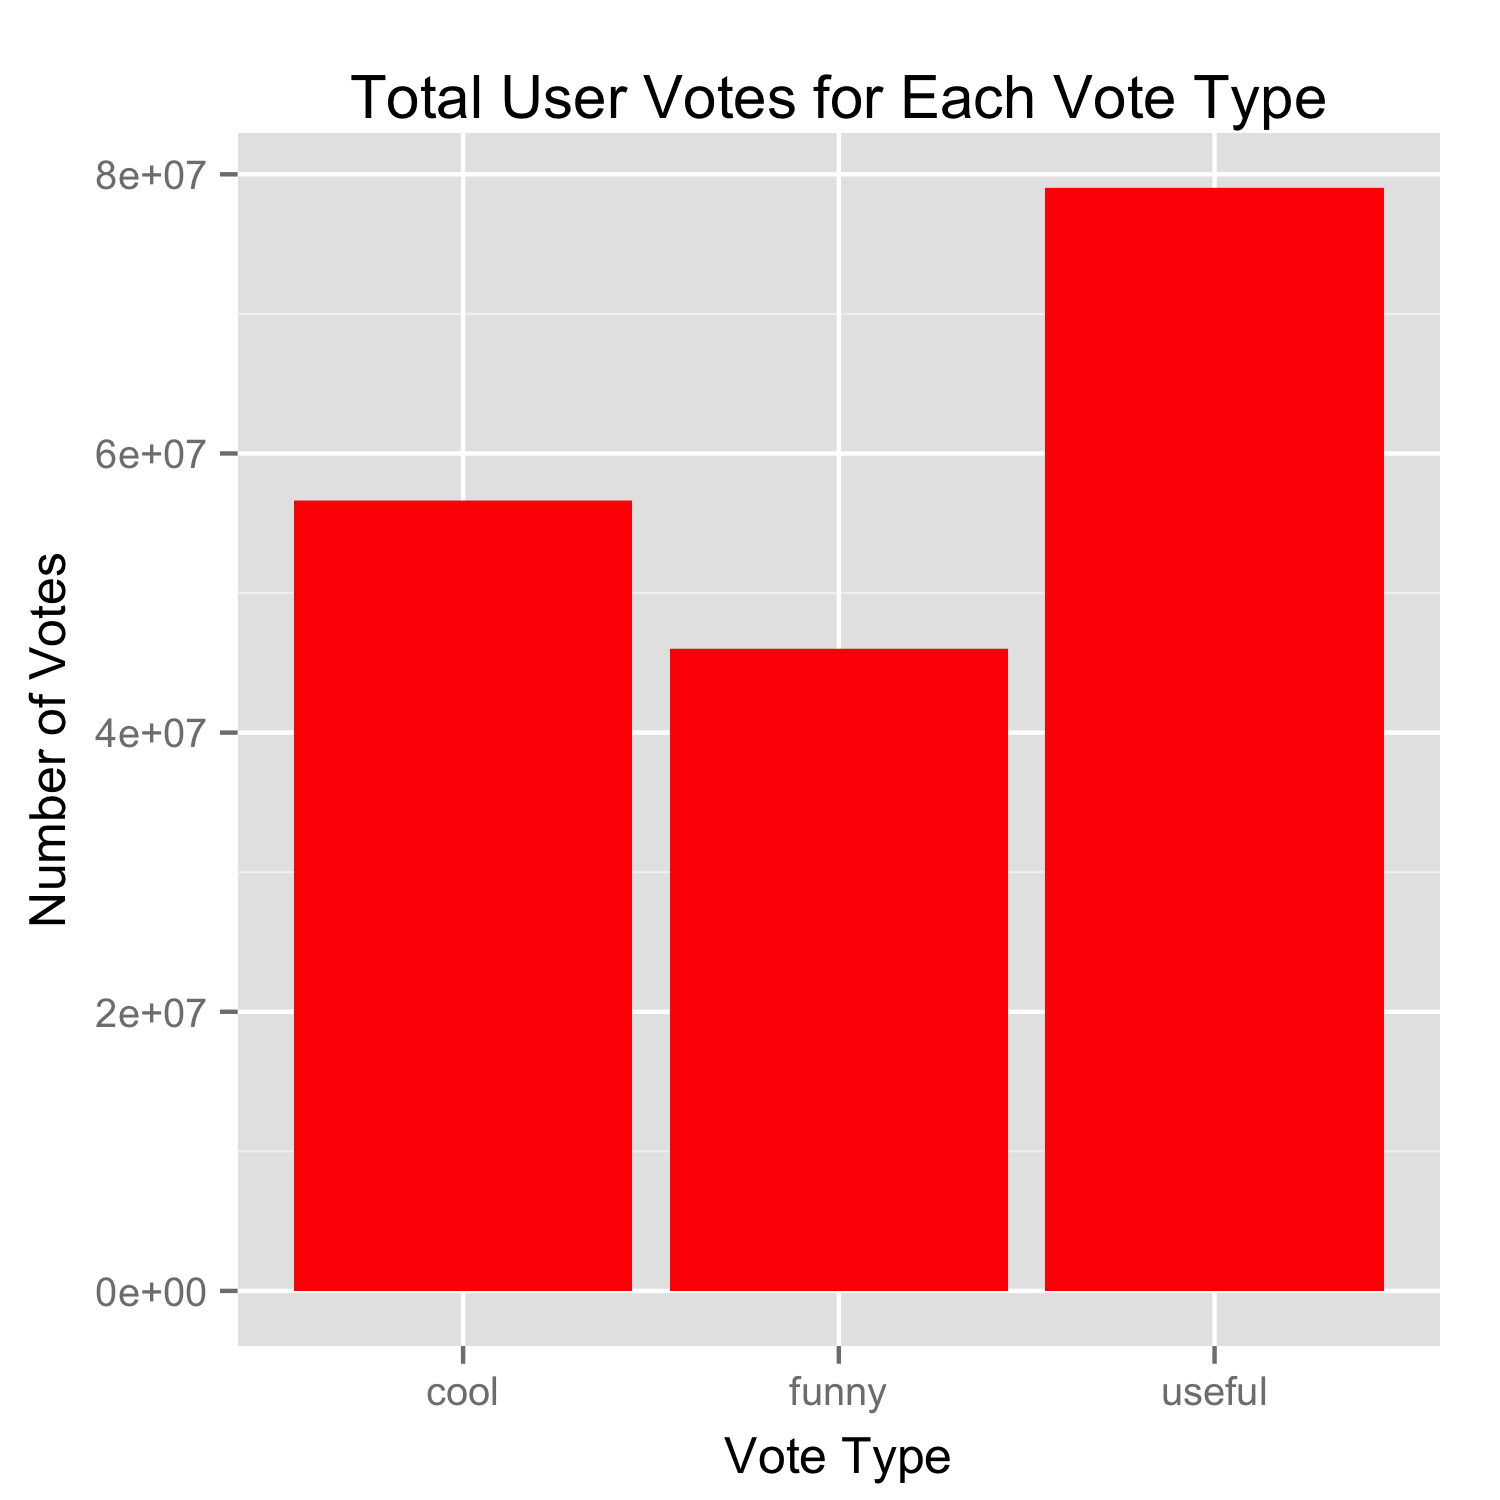 Total User Votes for Each Vote Type
8e+07
6e+07
4e+07
2e+07
0e+00
Number of Votes
cool funny useful
Vote Type